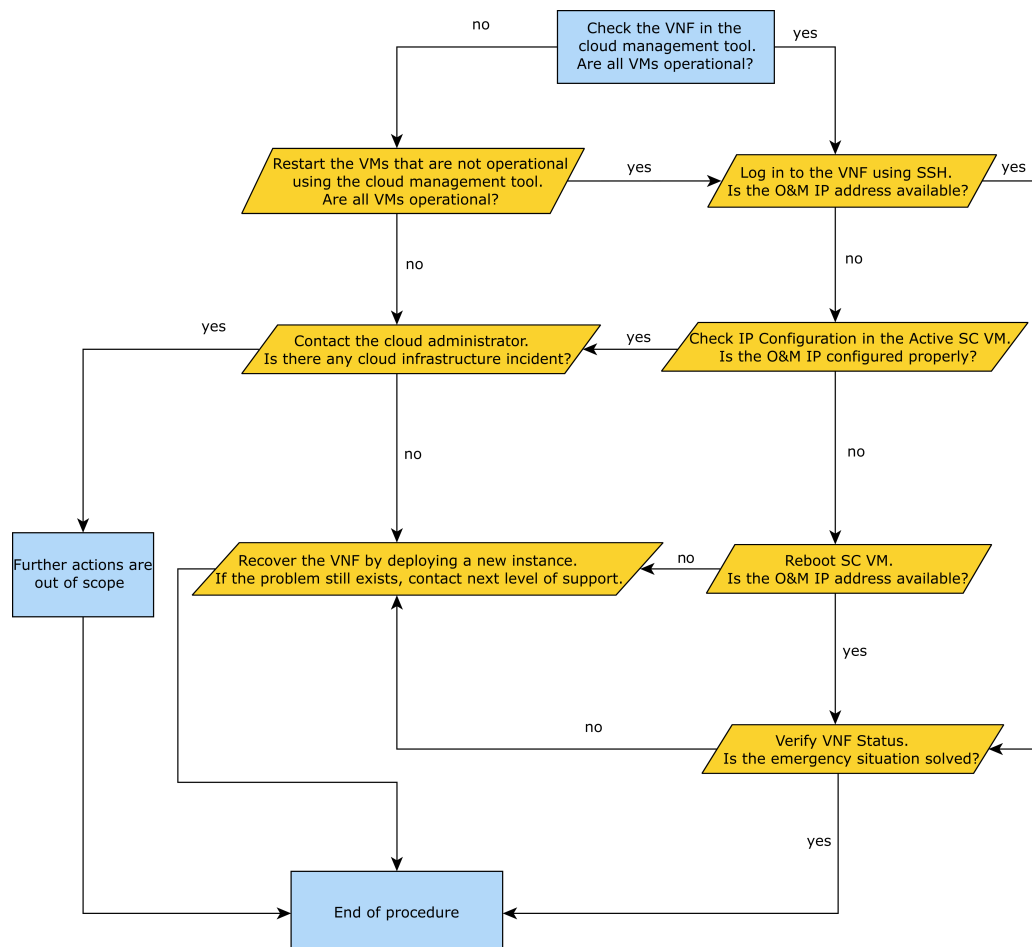 Check the VNF in the
cloud management tool.
Are all VMs operational?
no
yes
Restart the VMs that are not operational
using the cloud management tool.
Are all VMs operational?
yes
Log in to the VNF using SSH.
Is the O&M IP address available?
yes
no
no
yes
Contact the cloud administrator.
Is there any cloud infrastructure incident?
yes
Check IP Configuration in the Active SC VM.
Is the O&M IP configured properly?
no
no
Further actions are
out of scope
Recover the VNF by deploying a new instance.
If the problem still exists, contact next level of support.
no
Reboot SC VM.
Is the O&M IP address available?
yes
no
Verify VNF Status.
Is the emergency situation solved?
yes
End of procedure